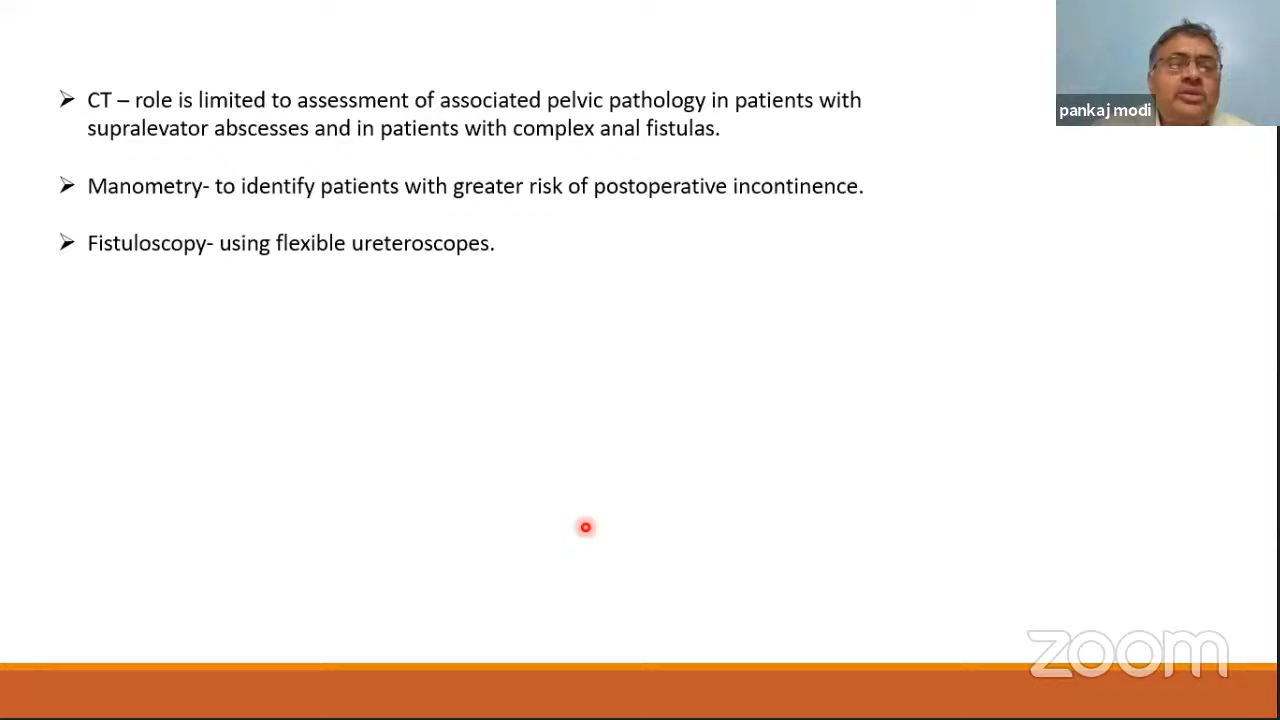 CT – role is limited to assessment of associated pelvic pathology in patients with
supralevator abscesses and in patients with complex anal fistulas.
Manometry- to identify patients with greater risk of postoperative incontinence.
Fistuloscopy- using flexible ureteroscopes.
pankaj modi
zoom